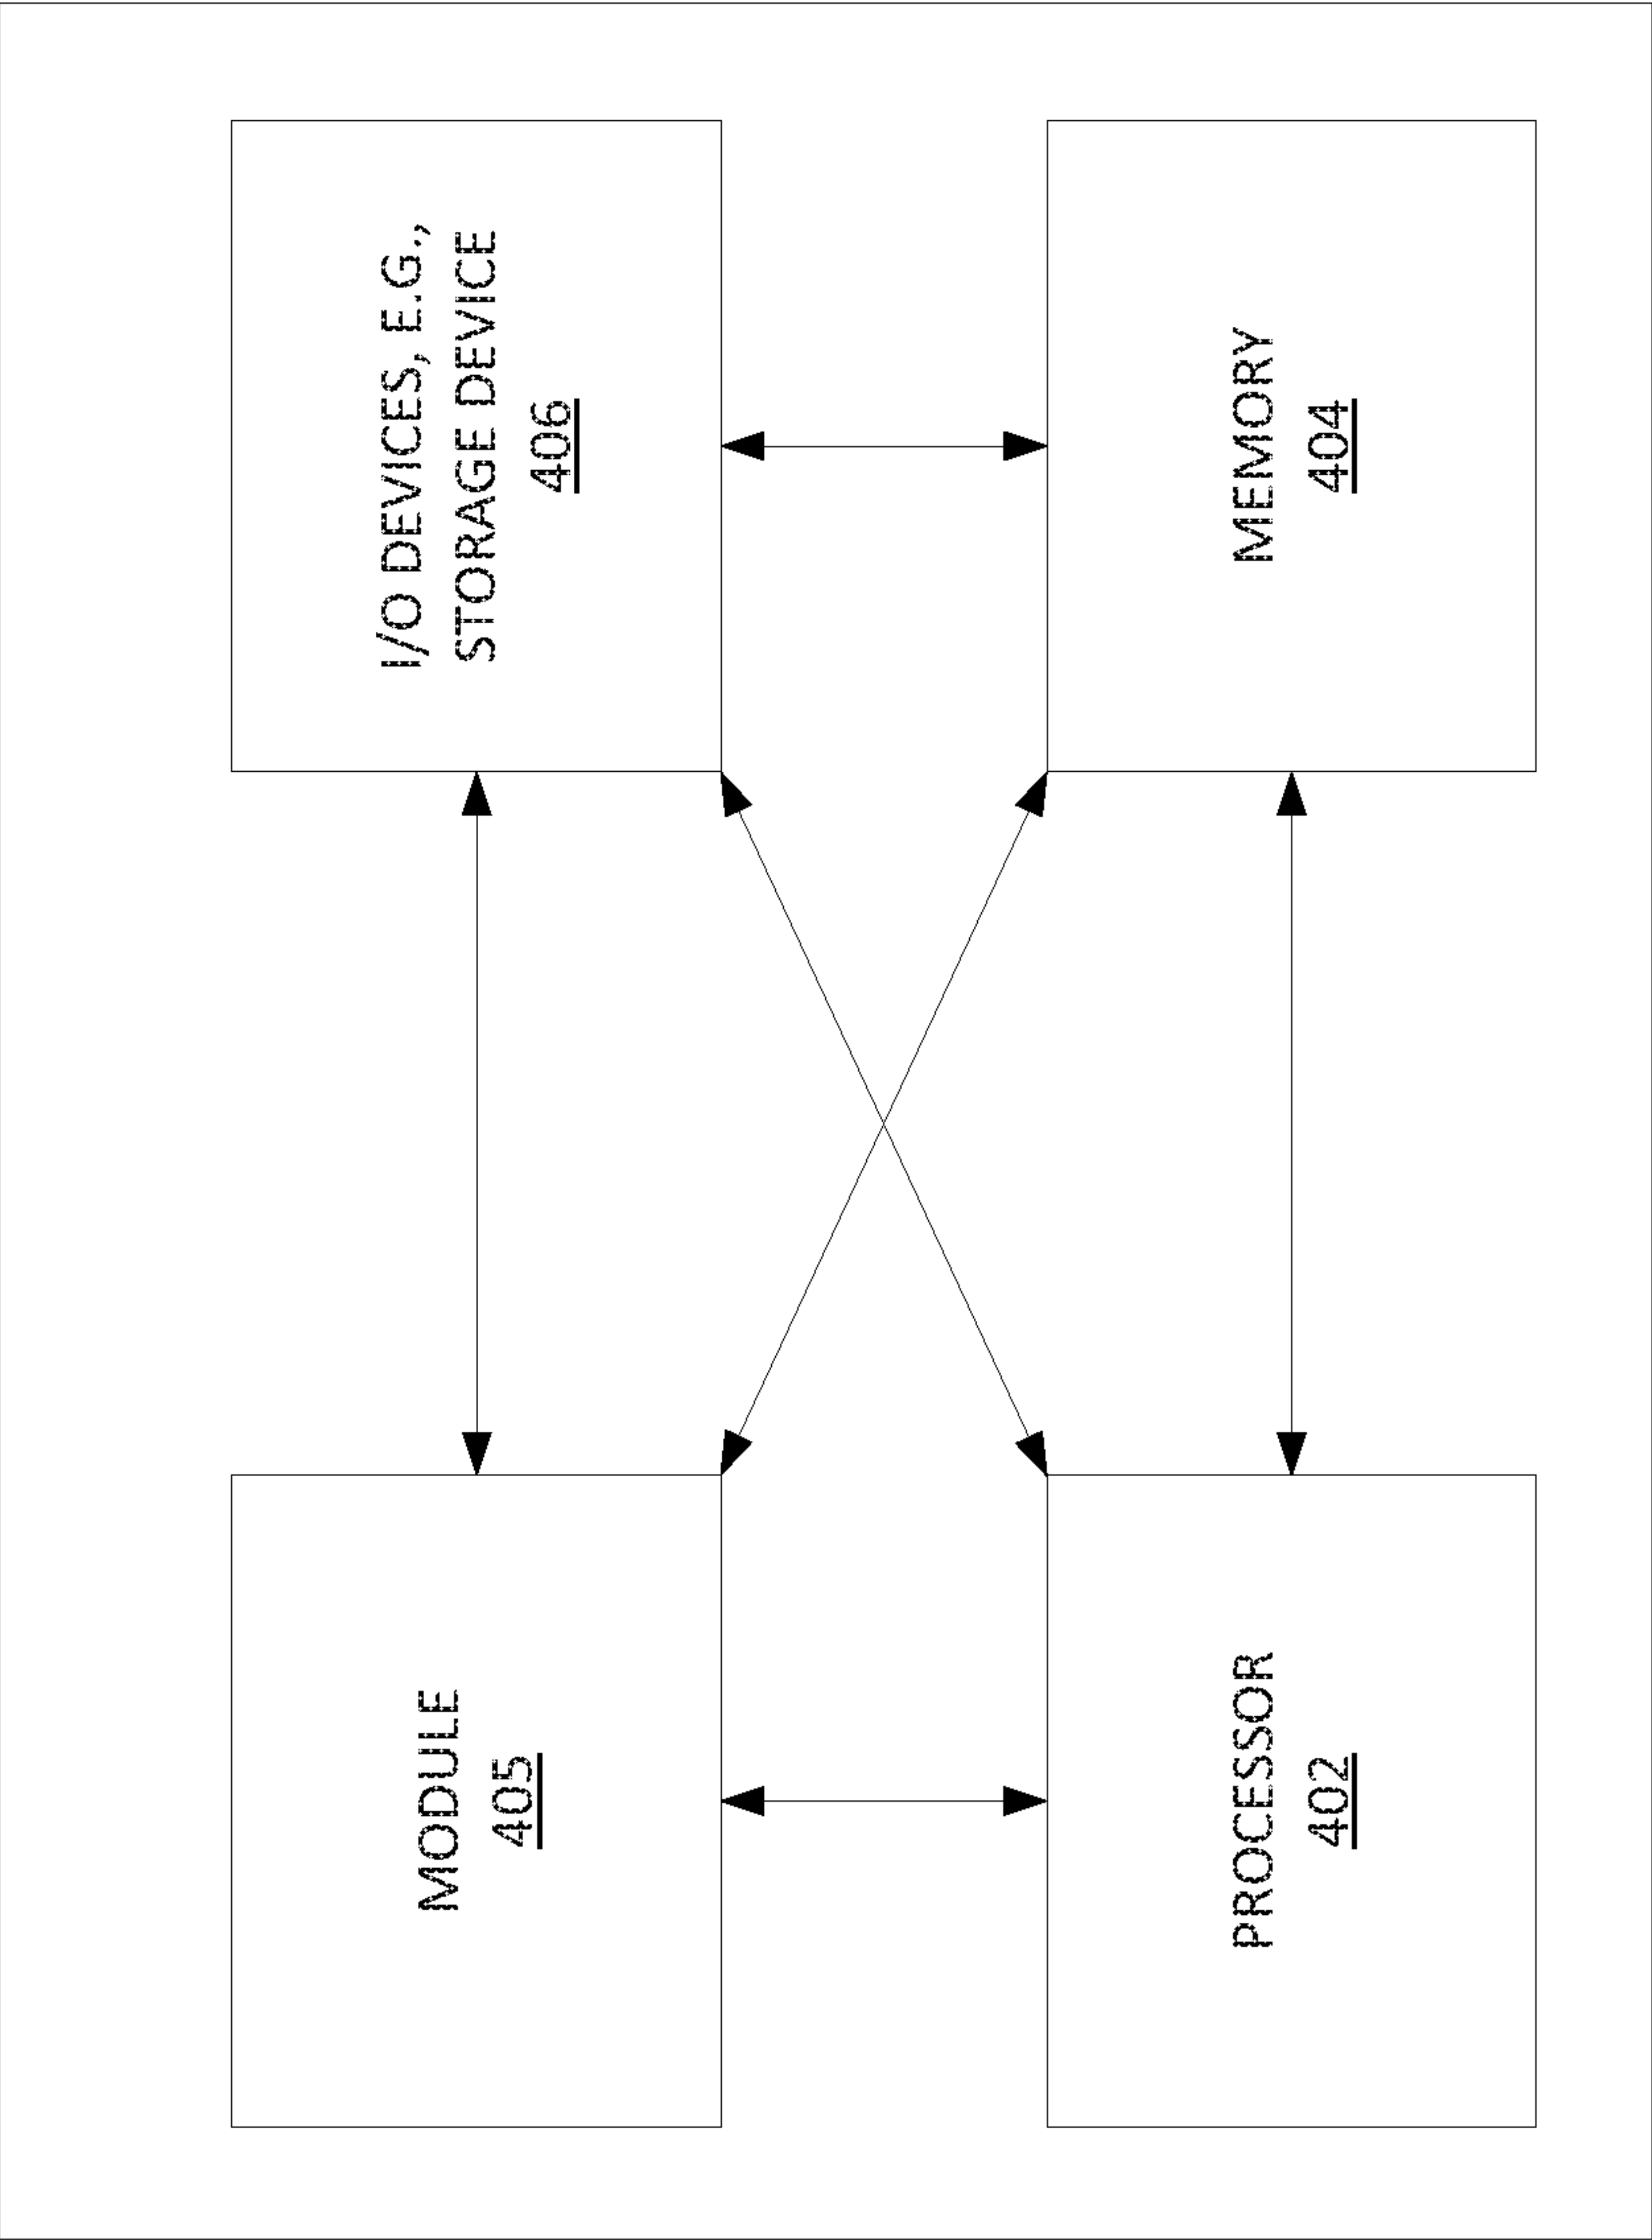 MODULE
405
I/O DEVICES, E.G.,
STORAGE DEVICE
406
PROCESSOR
402
MEMORY
404